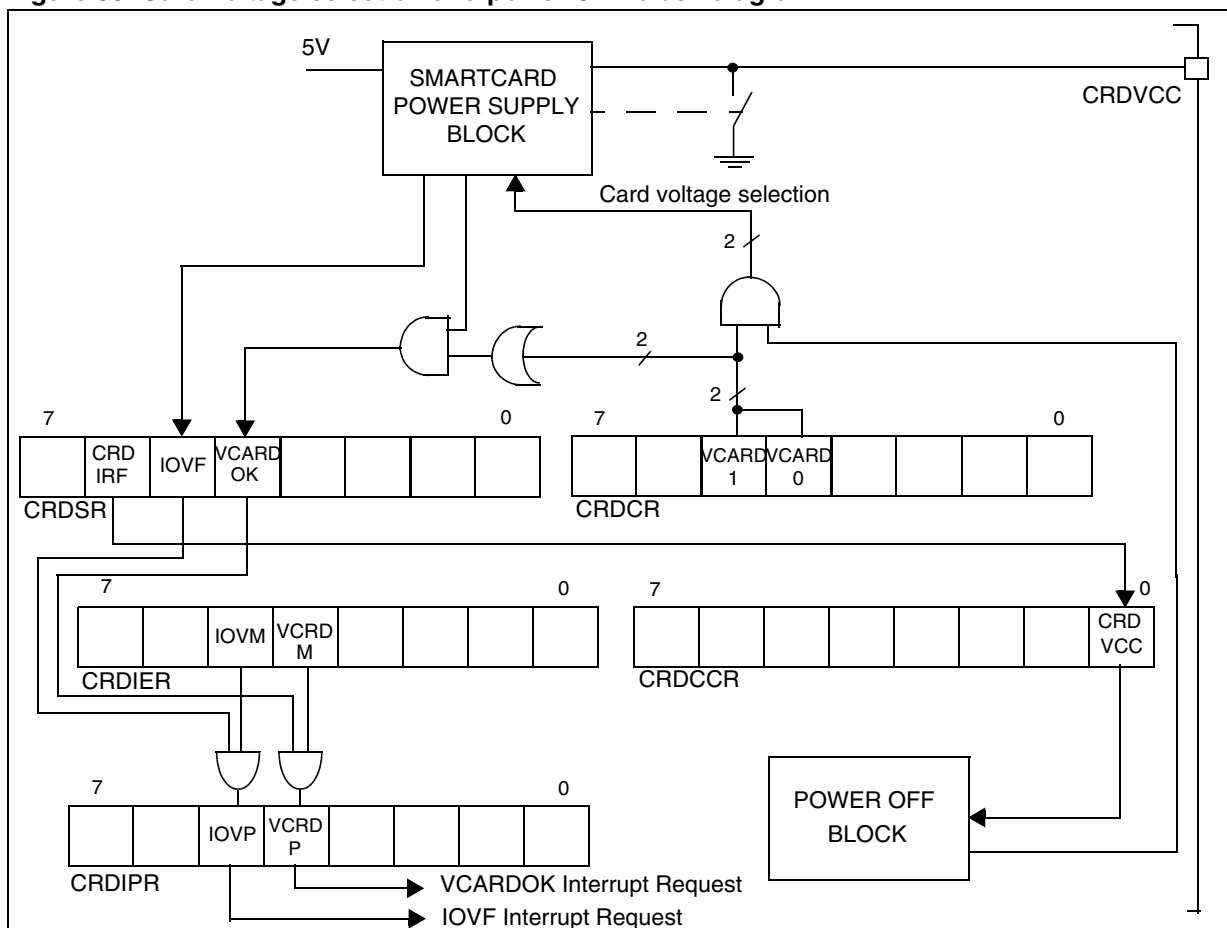 5V
SMARTCARD
POWER SUPPLY
BLOCK
CRDVCC
Card voltage selection
2
2
2
7
0
CRD
IRF
IOVF
VCARD
OK
CRDSR
7
0
VCARD
1
VCARD
0
CRDCR
7
0
IOVM
VCRD
M
CRDIER
7
0
CRD
VCC
CRDCCR
7
0
IOVP
VCRD
P
CRDIPR
POWER OFF
BLOCK
VCARDOK Interrupt Request
IOVF Interrupt Request